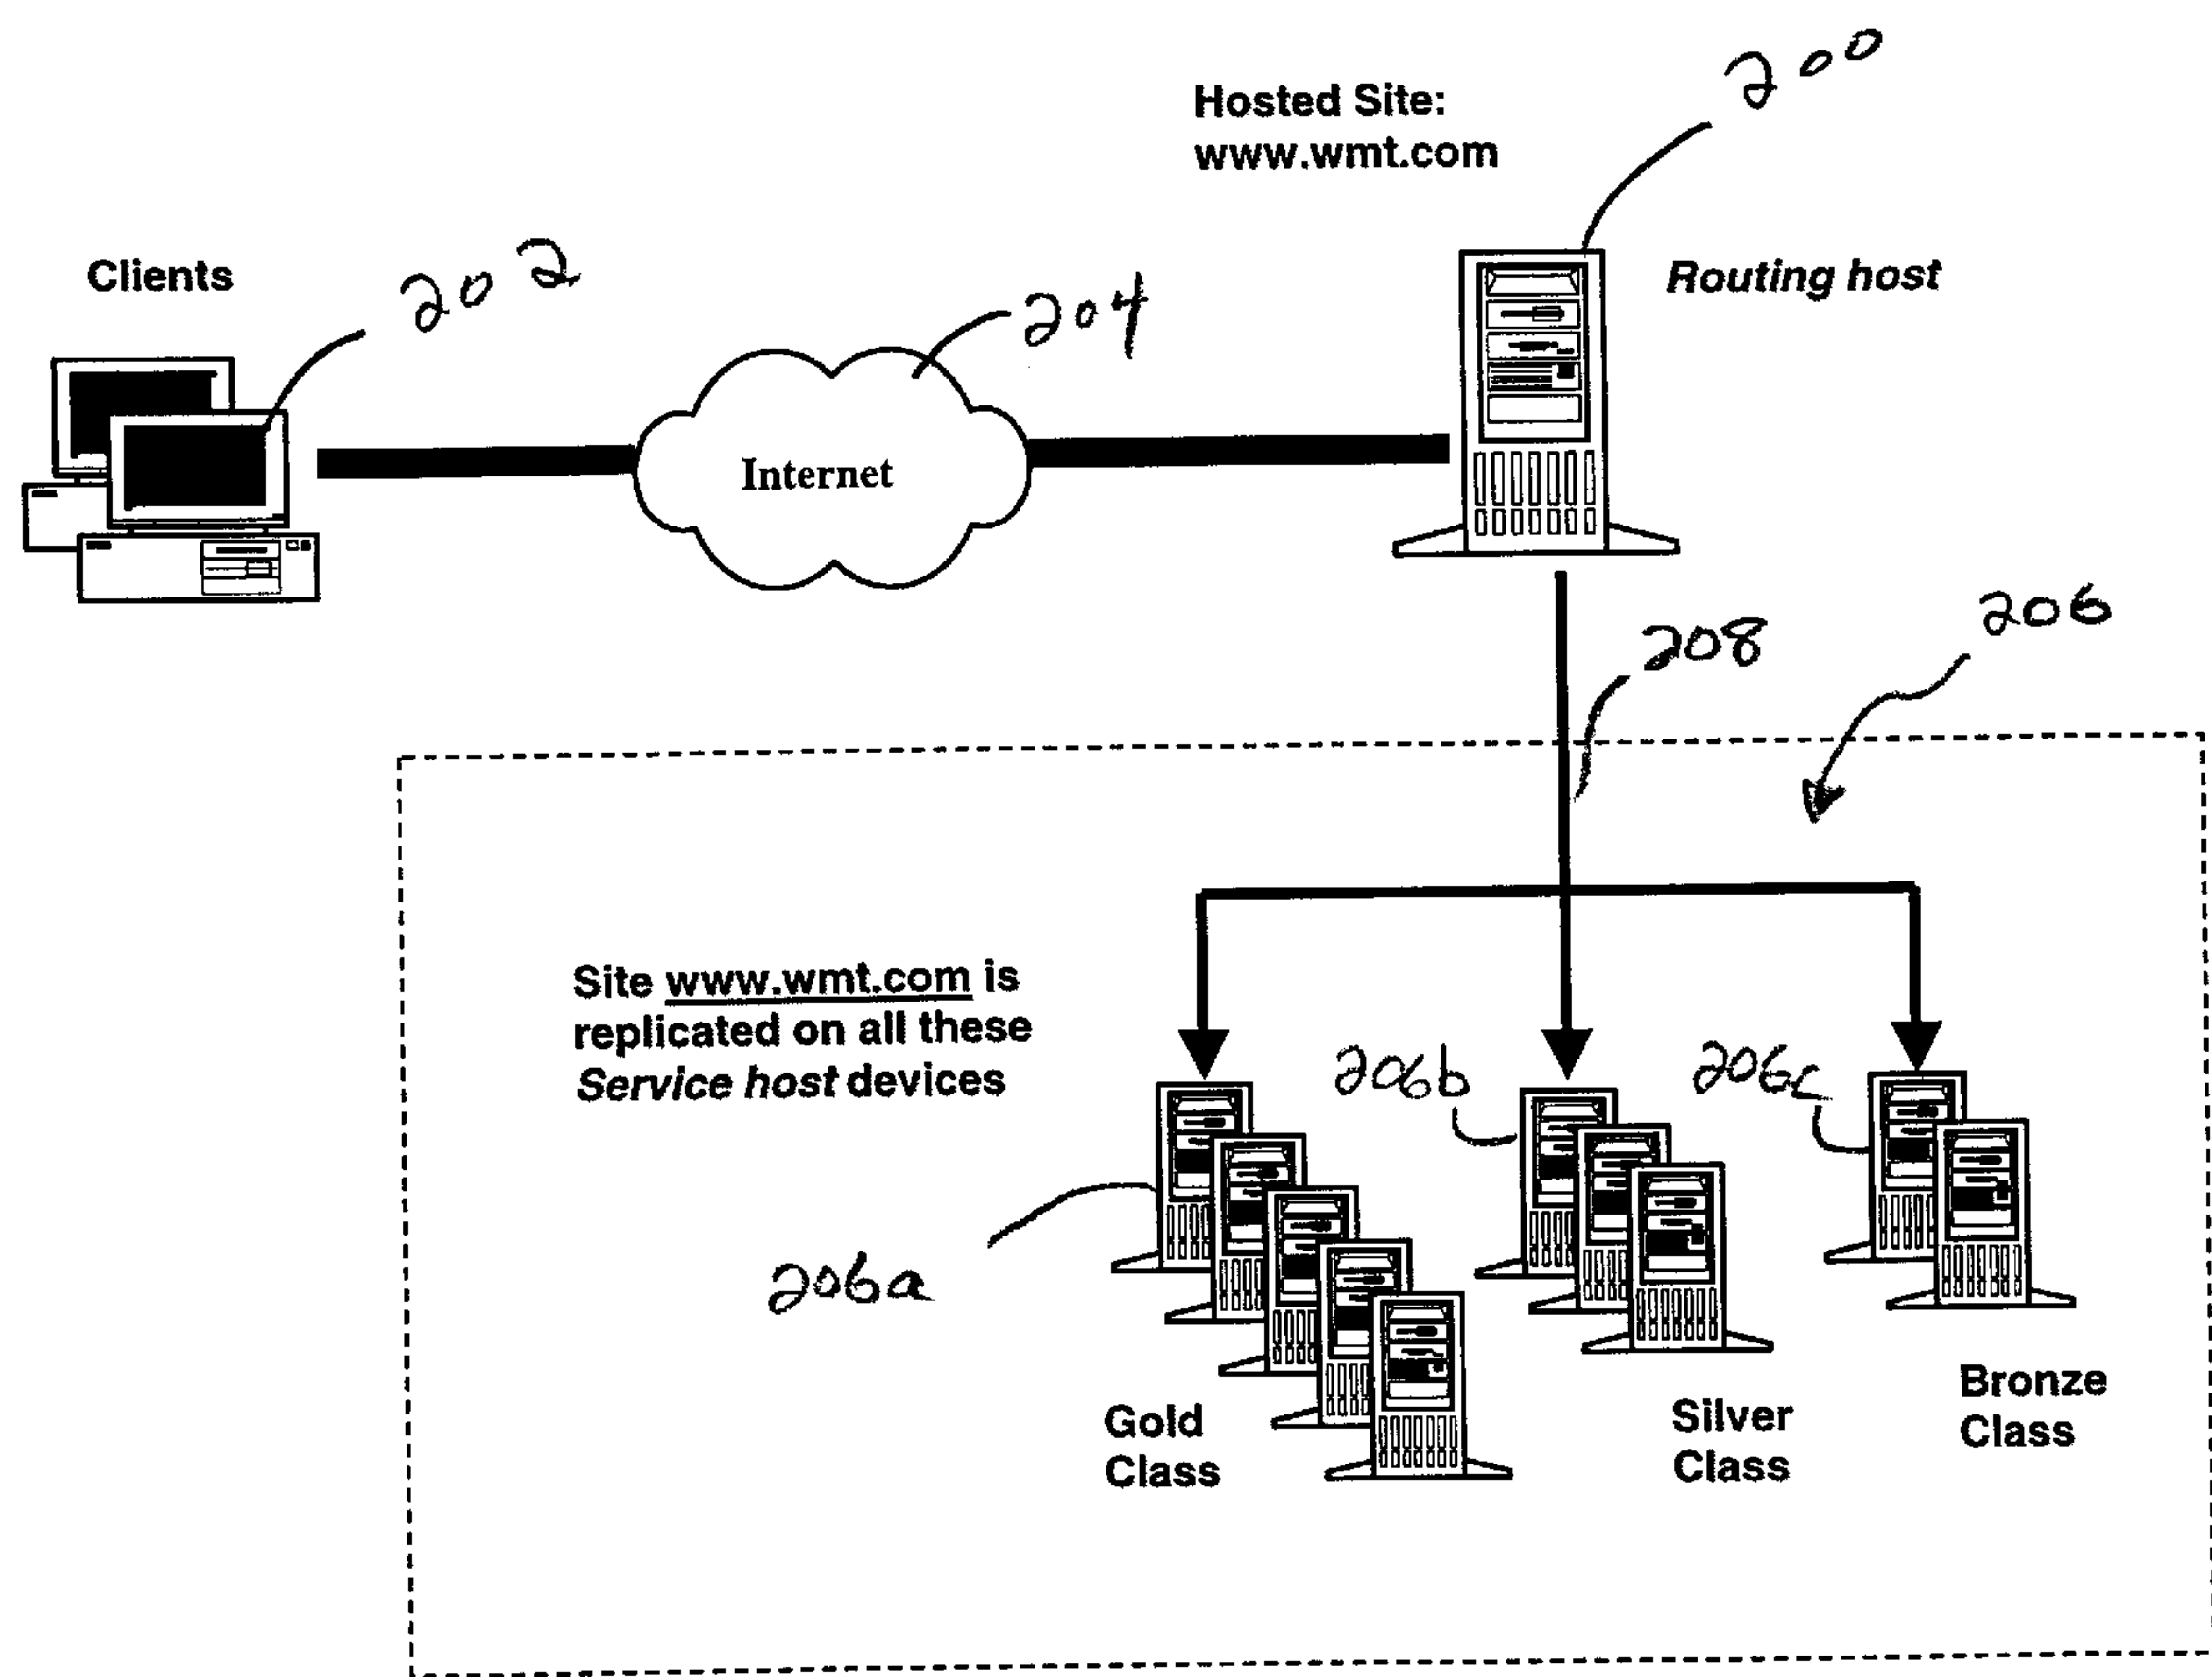 200
Hosted Site:
www.wmt.com
Clients
202
204
Routing host
Internet
208
206
Site www.wmt.com is
replicated on all these
Service host devices
206b
206c
206a
Gold
Class
Silver
Class
Bronze
Class